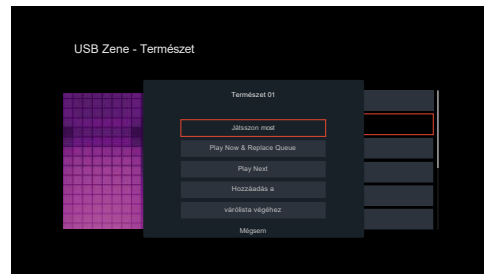 USB Zene - Természet
Természet 01
Játsszon most
Play Now & Replace Queue
Play Next
Hozzáadás a
várólista végéhez
Mégsem